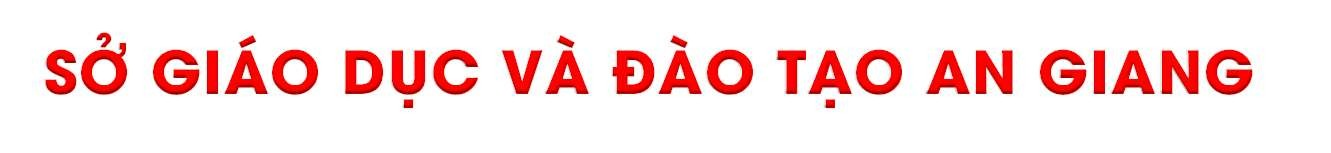 SỞ GIÁO DỤC VÀ ĐÀO TẠO AN GIANG